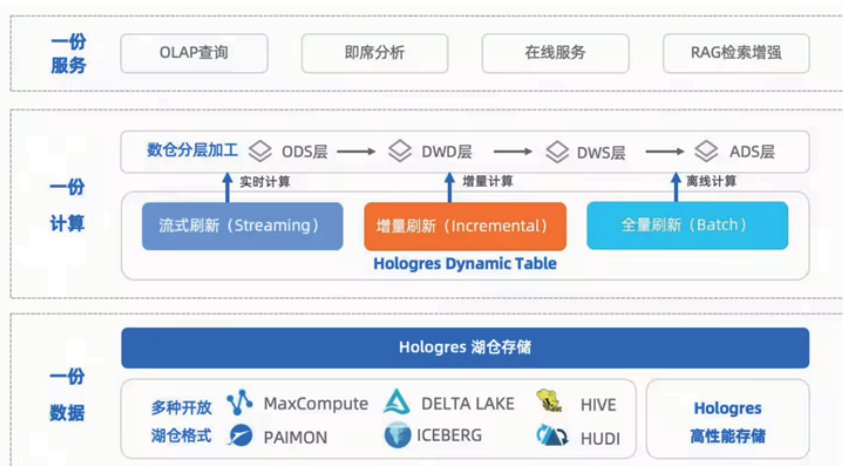 一份
服务
OLAP查询
即席分析
在线服务
RAG检索增强
一份
计算
数仓分层加工
ODS层
DWD层
DWS层
ADS层
实时计算
增量计算
离线计算
流式刷新（Streaming）
增量刷新（Incremental）
全量刷新（Batch）
Hologres Dynamic Table
一份
数据
Hologres 湖仓存储
多种开放
湖仓格式
MaxCompute
DELTA LAKE
HIVE
PAIMON
ICEBERG
HUDI
Hologres
高性能存储